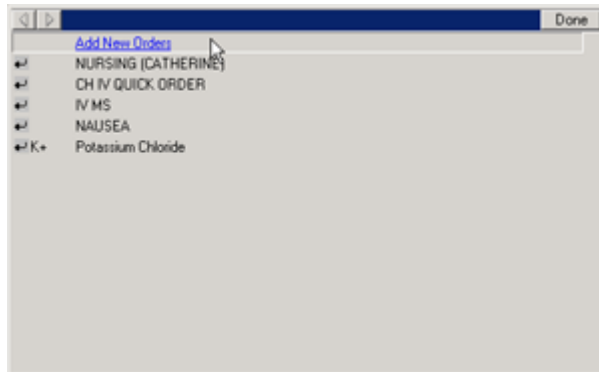 Done
Add New Orders
NURSING (CATHERINE)
CH IV QUICK ORDER
IV MS
NAUSEA
K+ Potassium Chloride